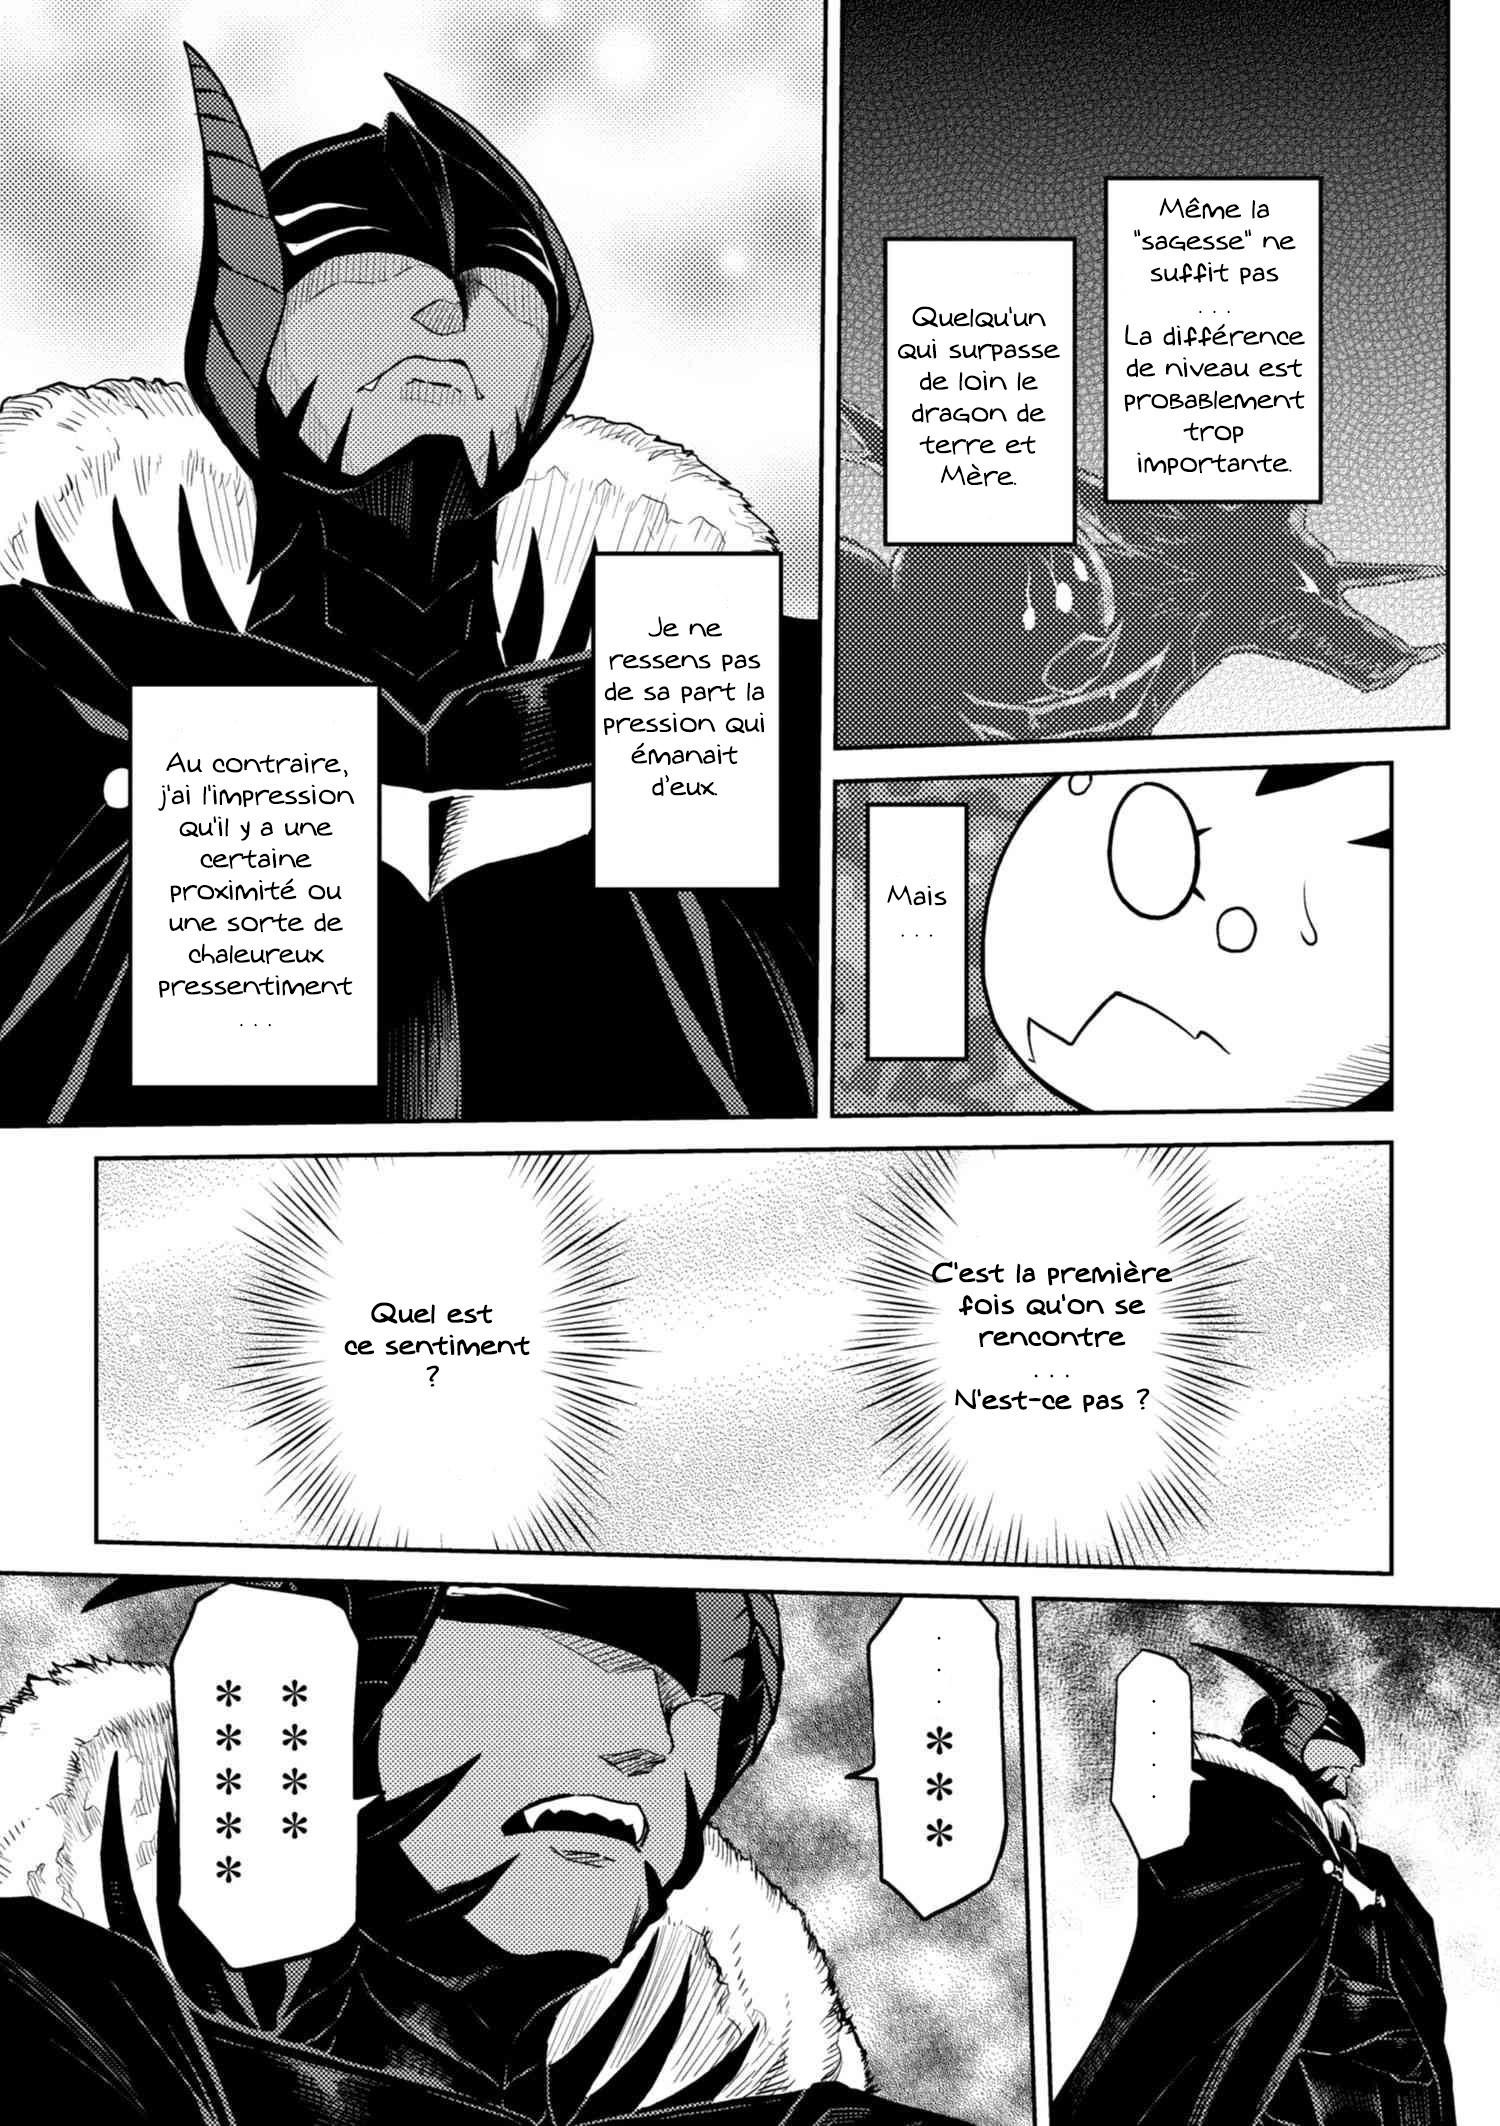 Même la
"sagesse" ne
suffit pas
...
La différence
de niveau est
probablement
trop
importante.
Quelqu'un
qui surpasse
de loin le
dragon de
terre et
Mère.
Mais
...
Je ne
ressens pas
de sa part la
pression qui
émanait
d'eux.
Au contraire,
j'ai l'impression
qu'il y a une
certaine
proximité ou
une sorte de
chaleureux
pressentiment
...
C'est la première
fois qu'on se
rencontre
...
N'est-ce pas ?
Quel est
ce sentiment
?
....
...***
****
*****